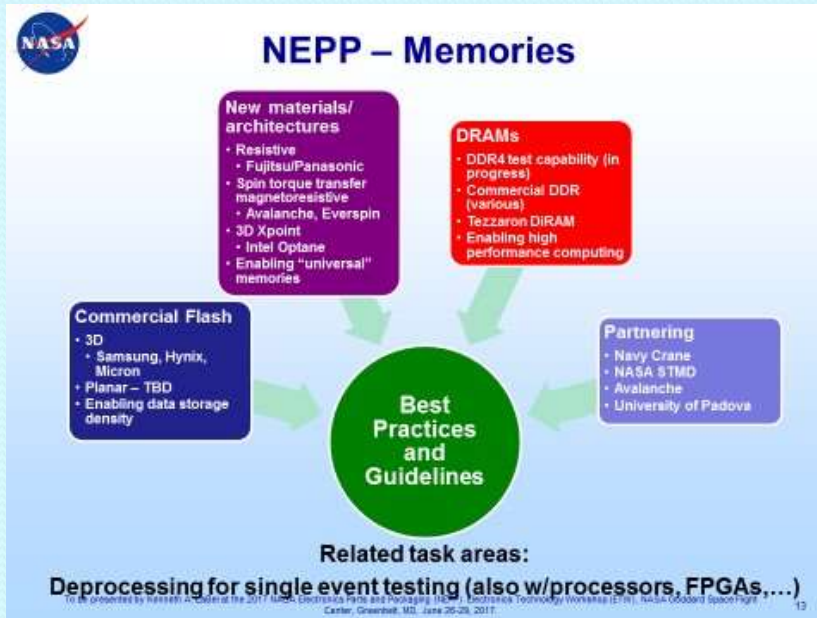 NASA
NEPP – Memories
New materials/
architectures
• Resistive
• Fujitsu/Panasonic
• Spin torque transfer
magnetoresistive
• Avalanche, Everspin
• 3D Xpoint
• Intel Optane
• Enabling “universal”
memories
DRAMs
• DDR4 test capability (in
progress)
• Commercial DDR
(various)
• Tezzaron DiRAM
• Enabling high
performance computing
Commercial Flash
• 3D
• Samsung, Hynix,
Micron
• Planar – TBD
• Enabling data storage
density
Partnering
• Navy Crane
• NASA STMD
• Avalanche
• University of Padova
Best
Practices
and
Guidelines
Related task areas:
Deprocessing for single event testing (also w/processors, FPGAs,…)
To be presented by Kenneth A. at the 2017 NASA Electronics Parts and Packaging (NEPP) Electronics Technology Workshop (ETW), NASA Goddard Space Flight
Center, Greenbelt, MD, June 26-29, 2017.
13